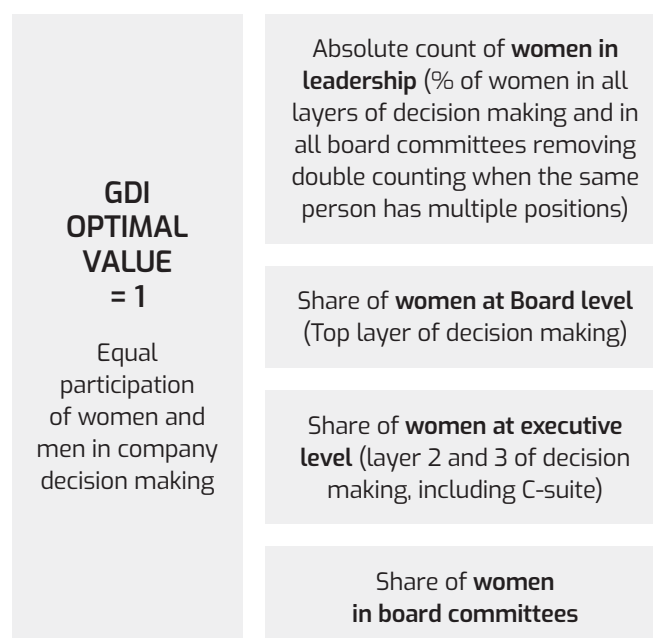 GDI
OPTIMAL
VALUE
= 1
Equal
participation
of women and
men in company
decision making
Absolute count of women in
leadership (% of women in all
layers of decision making and in
all board committees removing
double counting when the same
person has multiple positions)
Share of women at Board level
(Top layer of decision making)
Share of women at executive
level (layer 2 and 3 of decision
making, including C-suite)
Share of women
in board committees